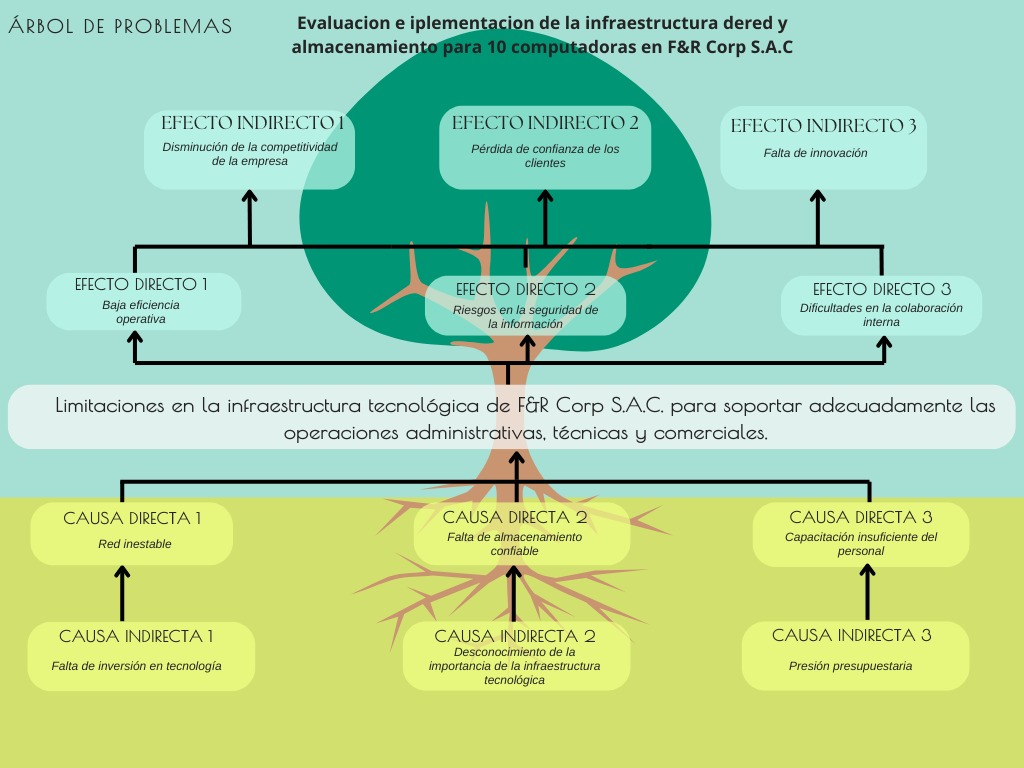 ÁRBOL DE PROBLEMAS
Evaluacion e iplementacion de la infraestructura dered y
almacenamiento para 10 computadoras en F&R Corp S.A.C
EFECTO INDIRECTO 1
Disminución de la competitividad
de la empresa
EFECTO INDIRECTO 2
Pérdida de confianza de los
clientes
EFECTO INDIRECTO 3
Falta de innovación
EFECTO DIRECTO 1
Baja eficiencia
operativa
EFECTO DIRECTO 2
Riesgos en la seguridad de
la información
EFECTO DIRECTO 3
Dificultades en la colaboración
interna
Limitaciones en la infraestructura tecnológica de F&R Corp S.A.C. para soportar adecuadamente las
operaciones administrativas, técnicas y comerciales.
CAUSA DIRECTA 1
Red inestable
CAUSA DIRECTA 2
Falta de almacenamiento
confiable
CAUSA DIRECTA 3
Capacitación insuficiente del
personal
CAUSA INDIRECTA 1
Falta de inversión en tecnología
CAUSA INDIRECTA 2
Desconocimiento de la
importancia de la infraestructura
tecnológica
CAUSA INDIRECTA 3
Presión presupuestaria